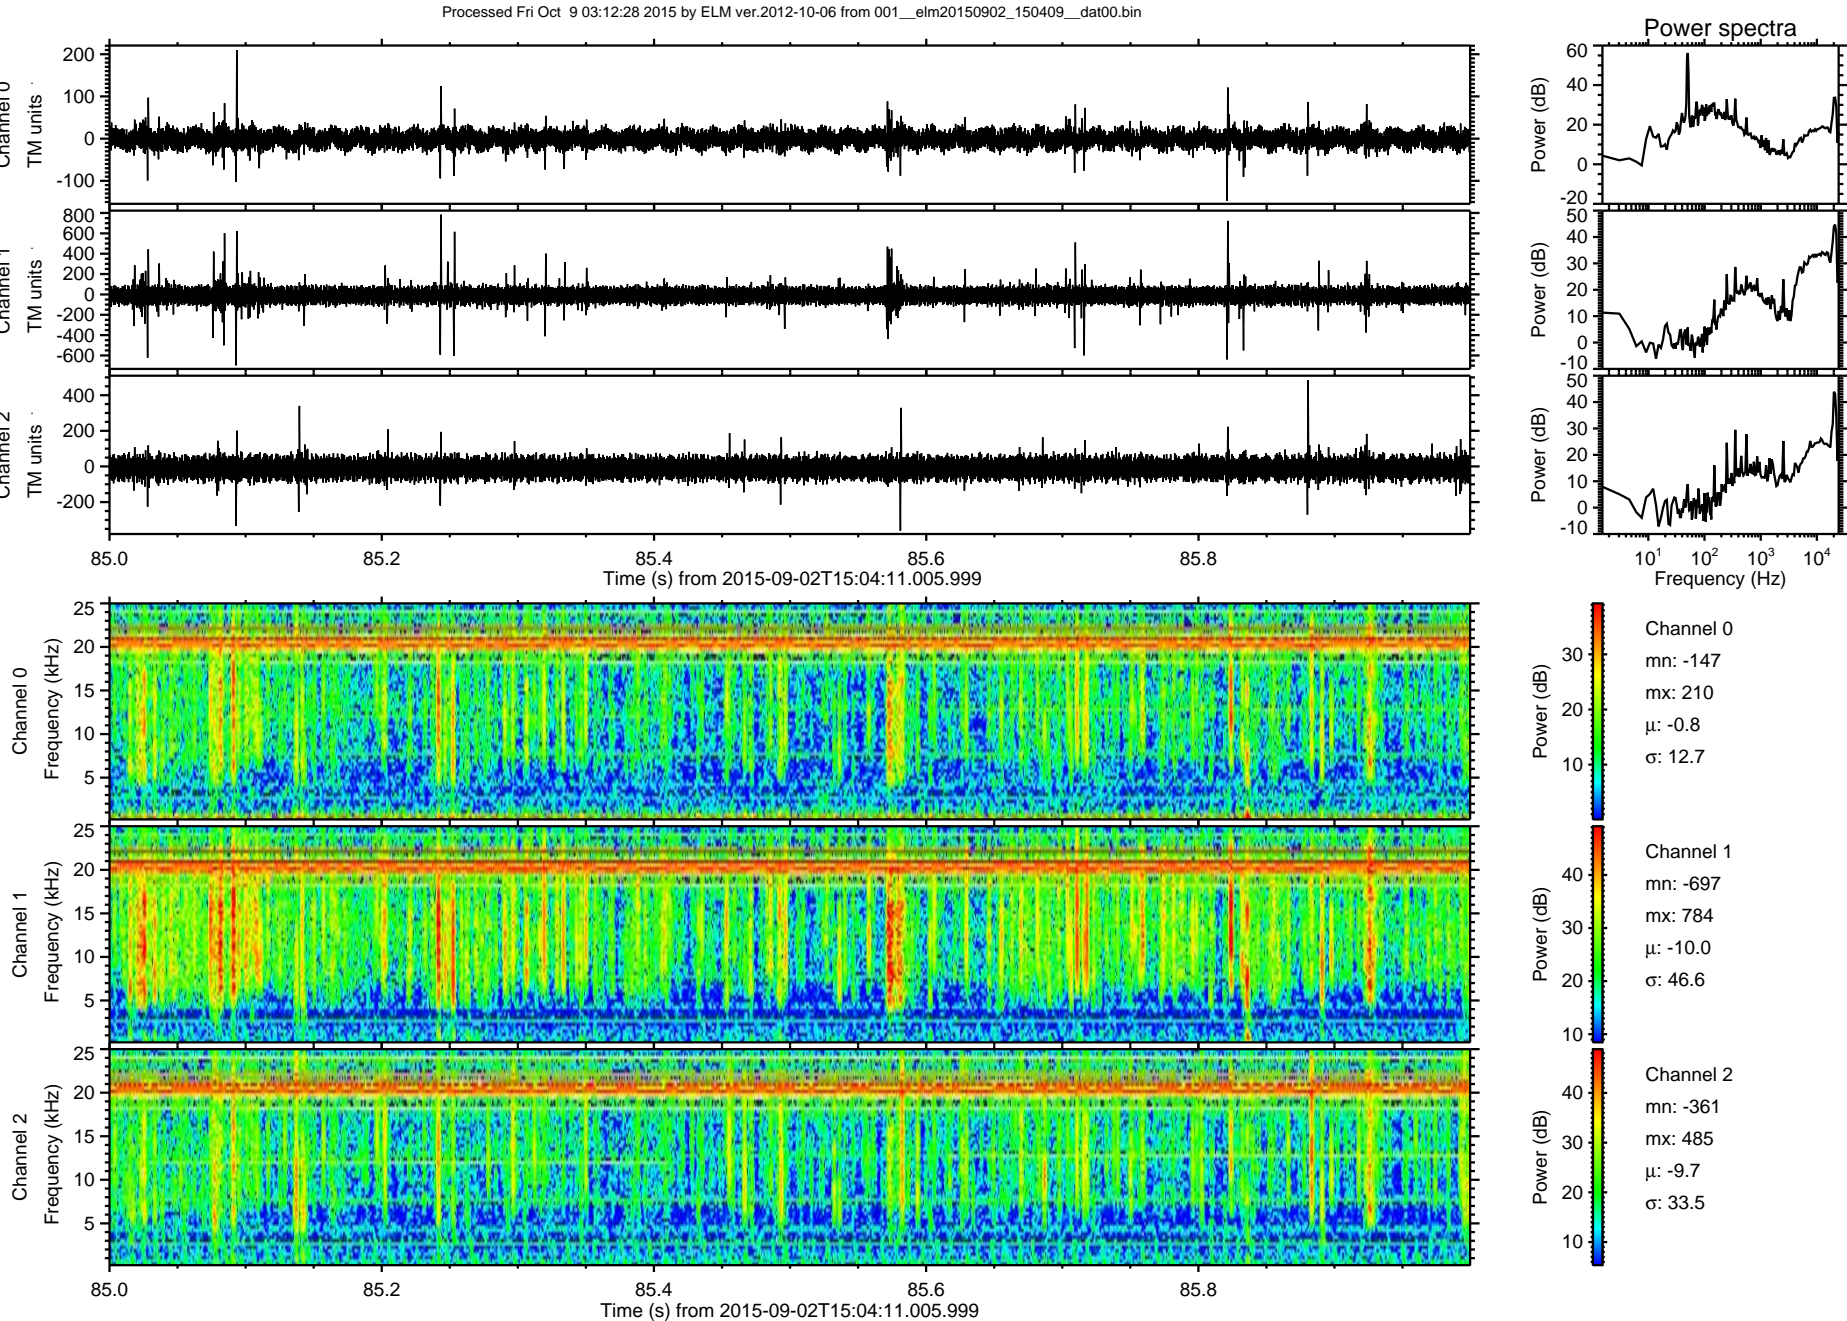 Processed Fri Oct 9 03:12:28 2015 by ELM ver.2012-10-06 from 001__elm20150902_150409__dat00.bin
Power spectra
Channel 0
TM units
200
100
0
-100
Power (dB)
60
40
20
0
-20
Channel 1
TM units
800
600
400
200
0
-200
-400
-600
Power (dB)
50
40
30
20
10
0
-10
Channel 2
TM units
400
200
0
-200
Power (dB)
50
40
30
20
10
0
-10
85.0 85.2 85.4 85.6 85.8
Time (s) from 2015-09-02T15:04:11.005.999
10¹ 10² 10³ 10⁴
Frequency (Hz)
Channel 0
Frequency (kHz)
25
20
15
10
5
Power (dB)
30
20
10
Channel 0
mn: -147
mx: 210
μ: -0.8
σ: 12.7
Channel 1
Frequency (kHz)
25
20
15
10
5
Power (dB)
40
30
20
10
Channel 1
mn: -697
mx: 784
μ: -10.0
σ: 46.6
Channel 2
Frequency (kHz)
25
20
15
10
5
Power (dB)
40
30
20
10
Channel 2
mn: -361
mx: 485
μ: -9.7
σ: 33.5
85.0 85.2 85.4 85.6 85.8
Time (s) from 2015-09-02T15:04:11.005.999